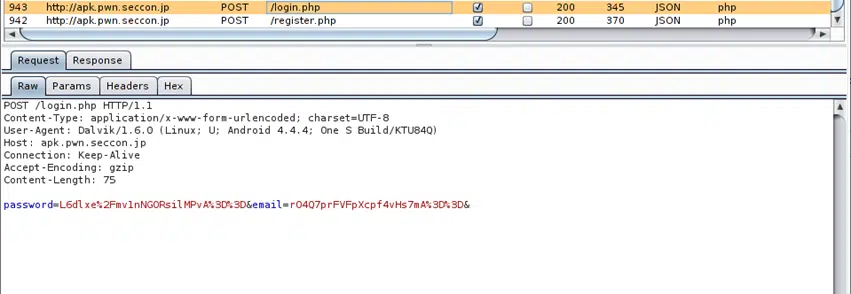 943 http://apk.pwn.seccon.jp POST /login.php 200 345 JSON php
942 http://apk.pwn.seccon.jp POST /register.php 200 370 JSON php
Request Response
Raw Params Headers Hex
POST /login.php HTTP/1.1
Content-Type: application/x-www-form-urlencoded; charset=UTF-8
User-Agent: Dalvik/1.6.0 (Linux; U; Android 4.4.4; One S Build/KTU84Q)
Host: apk.pwn.seccon.jp
Connection: Keep-Alive
Accept-Encoding: gzip
Content-Length: 75
password=L6dlxe%2Fmv1nNGORsilMPvA%3D%3D&email=rO4Q7prFVFpXcpf4vHs7mA%3D%3D&